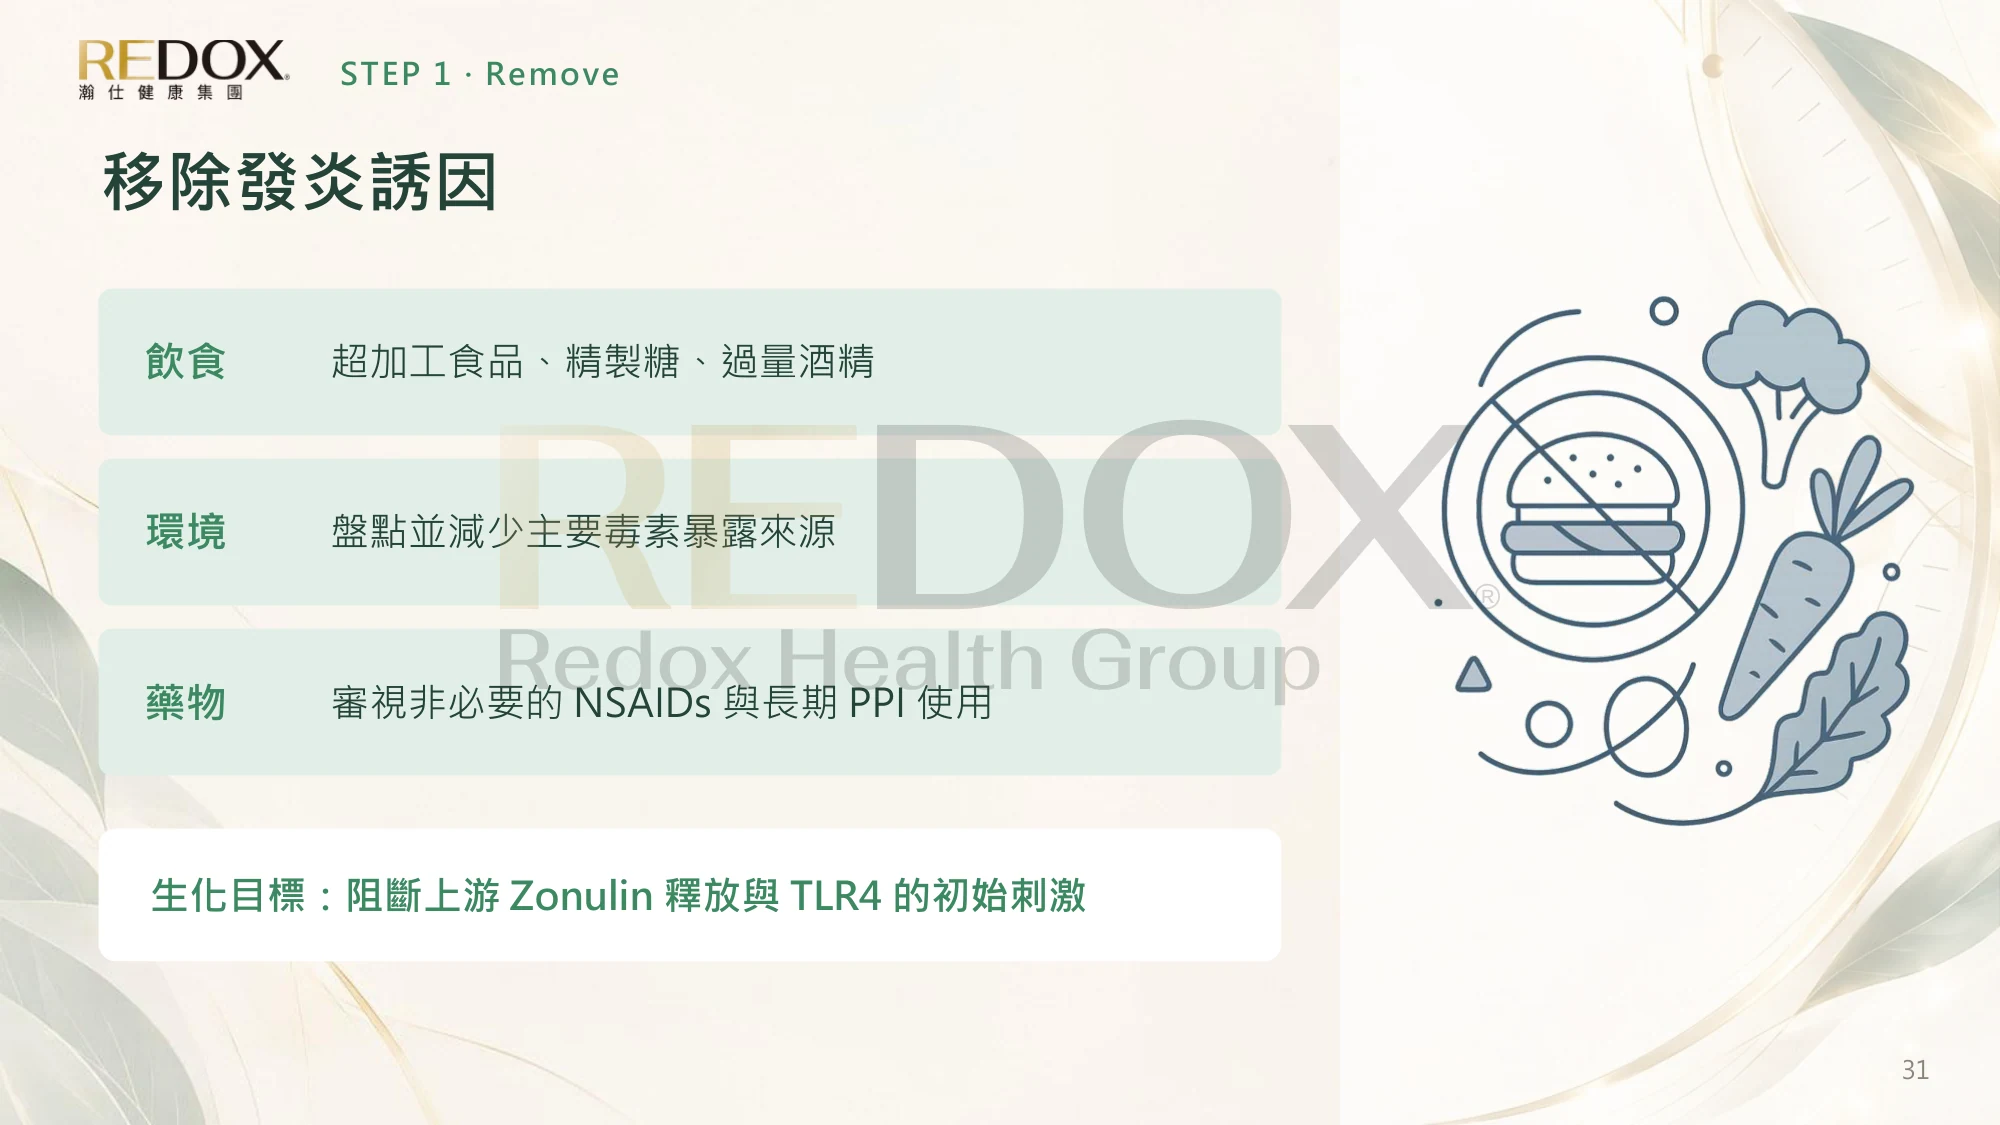 REDOX®
瀚仕健康集團
STEP 1 · Remove
移除發炎誘因
飲食 超加工食品、精製糖、過量酒精
環境 盤點並減少主要毒素暴露來源
藥物 審視非必要的 NSAIDs 與長期 PPI 使用
生化目標：阻斷上游 Zonulin 釋放與 TLR4 的初始刺激
REDOX®
Redox Health Group
31